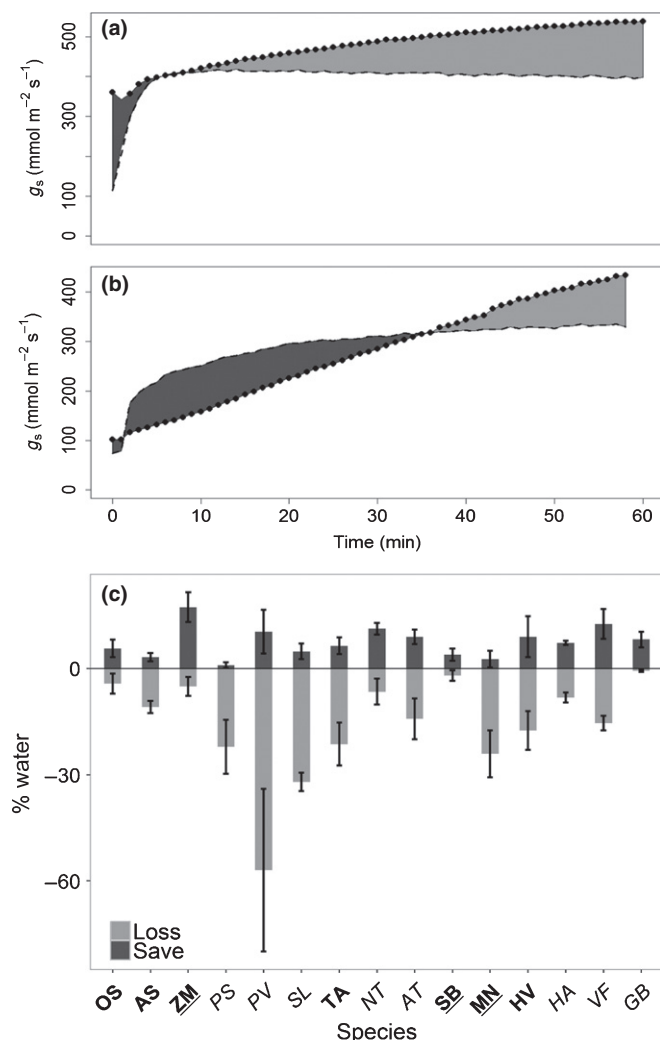 (a)
500
300
100
0
gs (mmol m−2 s−1)
(b)
400
300
200
100
0
gs (mmol m−2 s−1)
0 10 20 30 40 50 60
Time (min)
(c)
0
−30
−60
% water
Loss
Save
OS AS ZM PS PV SL TA NT AT SB MN HV HA VF GB
Species